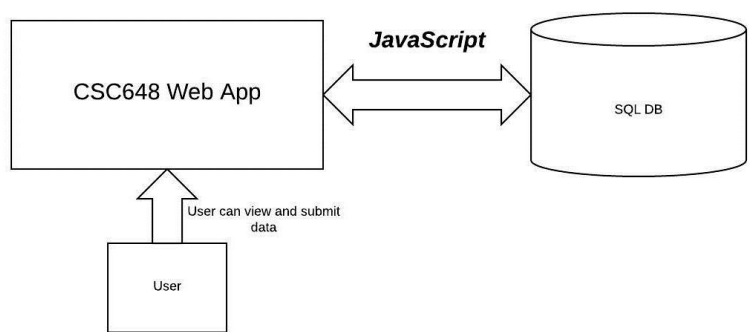 JavaScript
CSC648 Web App
SQL DB
User can view and submit
data
User